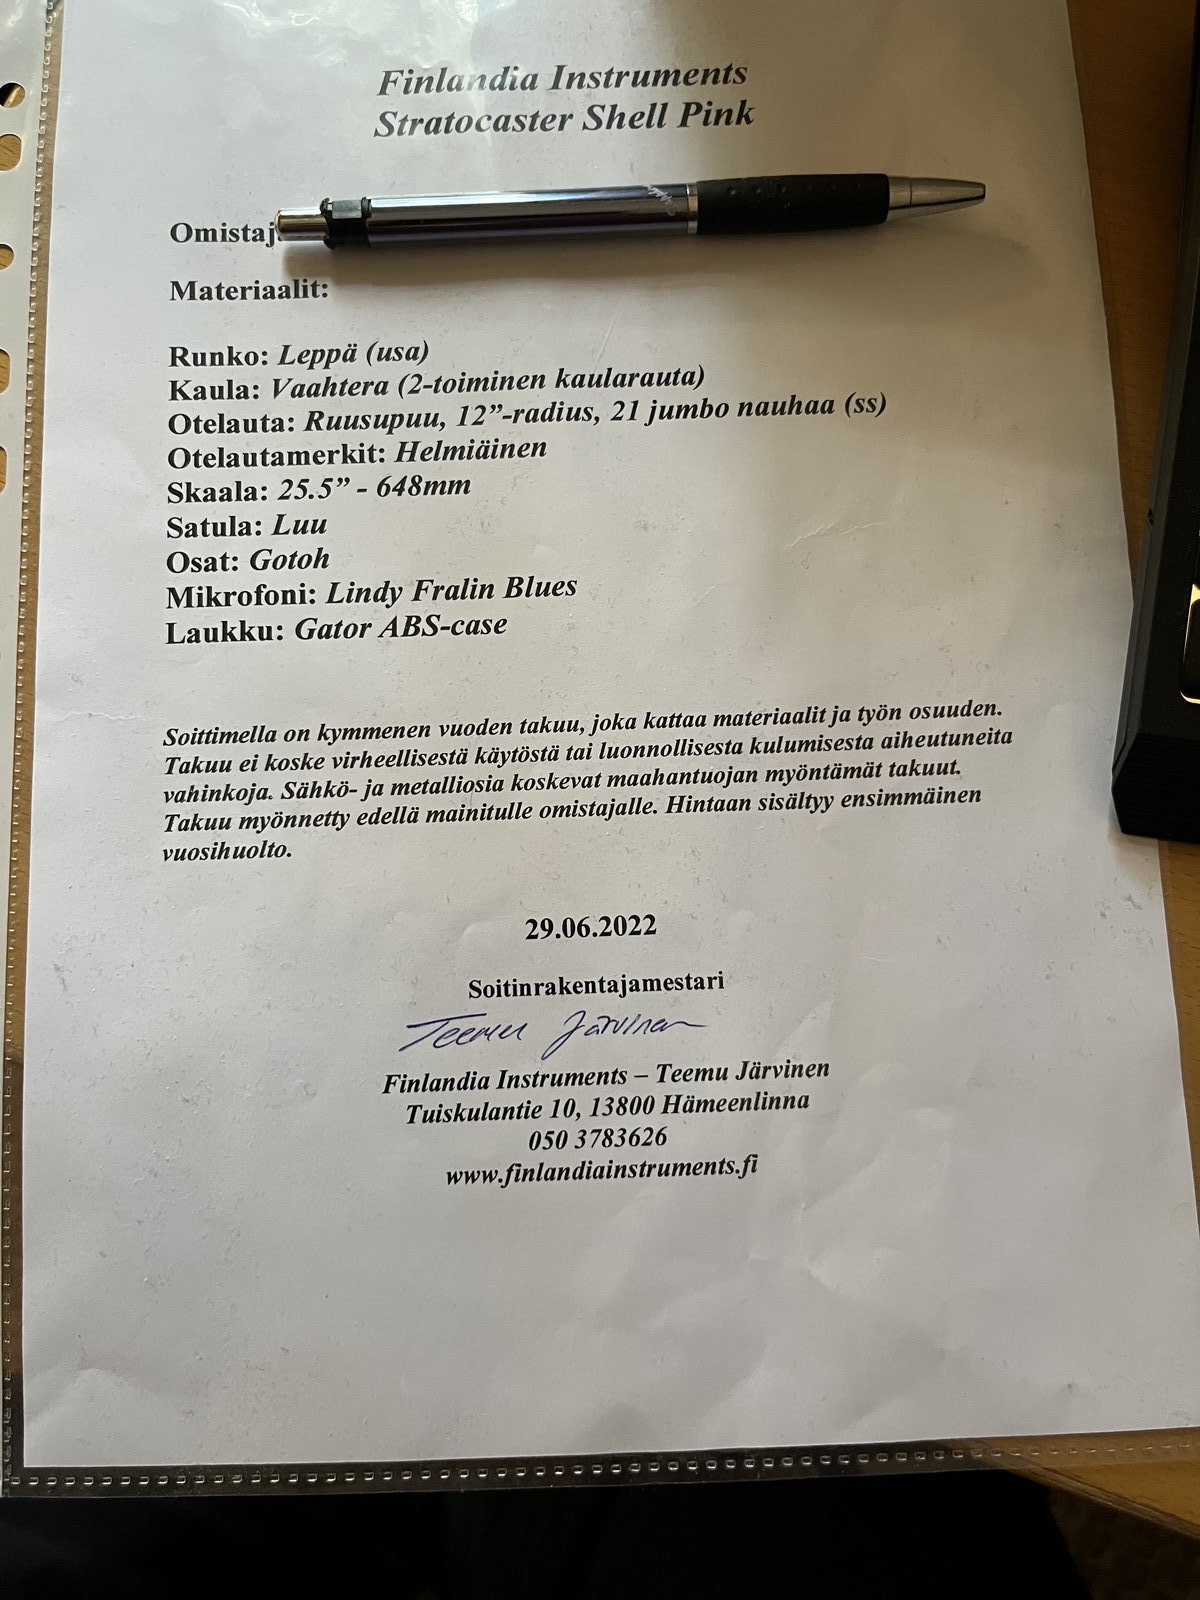 Finlandia Instruments
Stratocaster Shell Pink
Materiaalit:
Runko: Leppä (usa)
Kaula: Vaahtera (2-toiminen kaularauta)
Otelauta: Ruusupuu, 12”-radius, 21 jumbo nauhaa (ss)
Otelautamerkit: Helmiäinen
Skaala: 25.5” - 648mm
Satula: Luu
Osat: Gotoh
Mikrofoni: Lindy Fralin Blues
Laukku: Gator ABS-case
Soittimella on kymmenen vuoden takuu, joka kattaa materiaalit ja työn osuuden.
Takuu ei koske virheellisestä käytöstä tai luonnollisesta kulumisesta aiheutuneita
vahinkoja. Sähkö- ja metalliosia koskevat maahantuojan myöntämät takuut.
Takuu myönnetty edellä mainitulle omistajalle. Hintaan sisältyy ensimmäinen
vuosihuolto.
29.06.2022
Soitinrakentajamestari
Teemu Järvinen
Finlandia Instruments – Teemu Järvinen
Tuiskulantie 10, 13800 Hämeenlinna
050 3783626
www.finlandiainstruments.fi